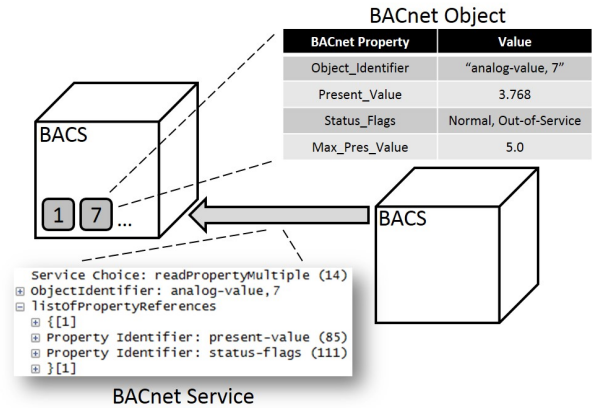 BACnet Object
BACnet Property Value
Object_Identifier “analog-value, 7”
Present_Value 3.768
Status_Flags Normal, Out-of-Service
Max_Pres_Value 5.0
BACS
1 7 ...
BACS
Service Choice: readPropertyMultiple (14)
ObjectIdentifier: analog-value,7
listOfPropertyReferences
{[1]
Property Identifier: present-value (85)
Property Identifier: status-flags (111)
}[1]
BACnet Service